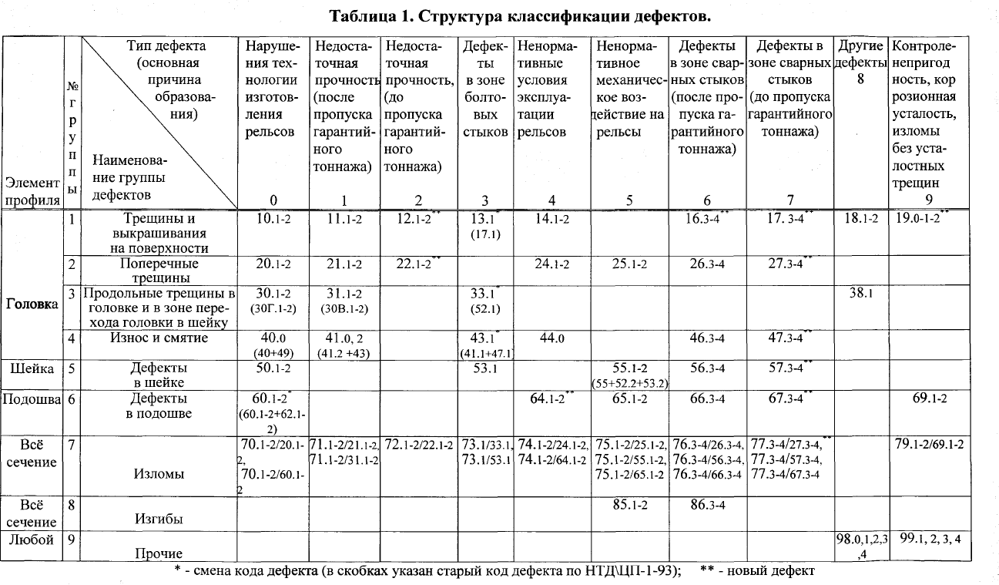 Таблица 1. Структура классификации дефектов.
Элемент
профиля
№
г
р
у
п
п
ы
Тип дефекта
(основная
причина
образова-
ния)
Наименова-
ние группы
дефектов
Наруше-
ния тех-
нологии
изготов-
ления
рельсов
0
Недоста-
точная
прочность
(после
пропуска
гарантий-
ного
тоннажа)
1
Недоста-
точная
прочность,
(до
пропуска
гарантий-
ного
тоннажа)
2
Дефек-
ты
в зоне
болто-
вых
стыков
3
Ненорма-
тивные
условия
эксплуа-
тации
рельсов
4
Ненорма-
тивное
механичес-
кое воз-
действие на
рельсы
5
Дефекты
в зоне свар-
ных стыков
(после про-
пуска га-
рантийного
тоннажа)
6
Дефекты в
зоне сварных
стыков
(до пропуска
гарантийного
тоннажа)
7
Другие
дефекты
8
Контроле-
непригод
ность, кор
розионная
усталость,
изломы
без уста-
лостных
трещин
9
Головка
1
Трещины и
выкрашивания
на поверхности
10.1-2
11.1-2
12.1-2**
13.1*
(17.1)
14.1-2
16.3-4**
17. 3-4**
18.1-2
19.0-1-2**
2
Поперечные
трещины
20.1-2
21.1-2
22.1-2**
24.1-2
25.1-2
26.3-4
27.3-4**
3
Продольные трещины в
головке и в зоне пере-
хода головки в шейку
30.1-2
(30Г.1-2)
31.1-2
(30В.1-2)
33.1*
(52.1)
38.1
4
Износ и смятие
40.0
(40+49)
41.0, 2
(41.2 +43)
43.1*
(41.1+47.1
44.0
46.3-4
47.3-4**
Шейка
5
Дефекты
в шейке
50.1-2
53.1
55.1-2
(55+52.2+53.2)
56.3-4
57.3-4**
Подошва
6
Дефекты
в подошве
60.1-2*
(60.1-2+62.1-
2)
64.1-2**
65.1-2
66.3-4
67.3-4**
69.1-2
Всё
сечение
7
Изломы
70.1-2/20.1-
2,
70.1-2/60.1-
2
71.1-2/21.1-2,
71.1-2/31.1-2
72.1-2/22.1-2
73.1/33.1,
73.1/53.1
74.1-2/24.1-2,
74.1-2/64.1-2
75.1-2/25.1-2,
75.1-2/55.1-2,
75.1-2/65.1-2
76.3-4/26.3-4,
76.3-4/56.3-4,
76.3-4/66.3-4
77.3-4/27.3-4,**
77.3-4/57.3-4,
77.3-4/67.3-4
79.1-2/69.1-2
Всё
сечение
8
Изгибы
85.1-2
86.3-4
Любой
9
Прочие
98.0,1,2,3
,4
99.1, 2, 3, 4
* - смена кода дефекта (в скобках указан старый код дефекта по НТД\ЦП-1-93); ** - новый дефект